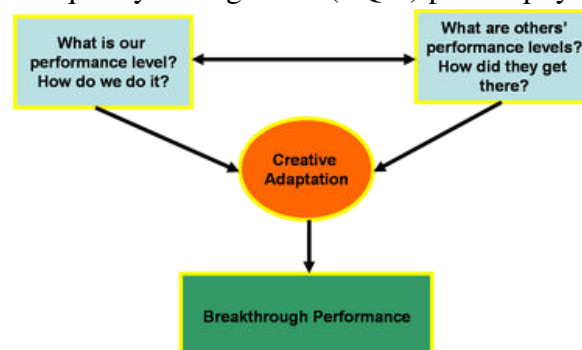 What is our
performance level?
How do we do it?
What are others'
performance levels?
How did they get
there?
Creative
Adaptation
Breakthrough Performance